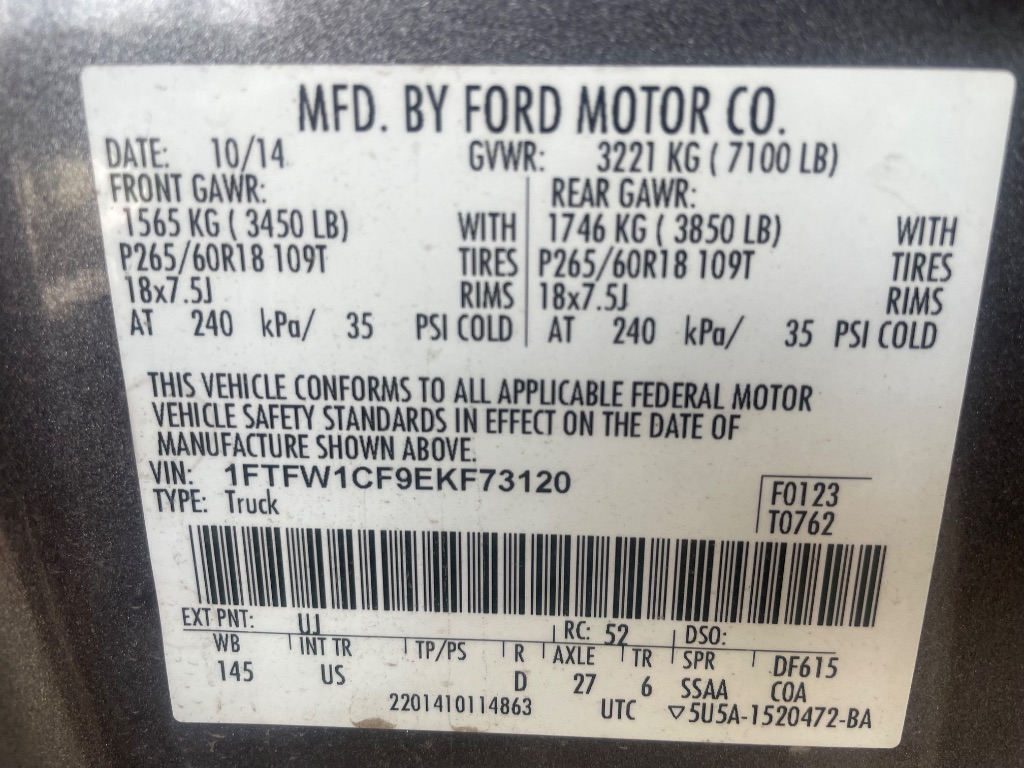 MFD. BY FORD MOTOR CO.
DATE: 10/14 GVWR: 3221 KG ( 7100 LB)
FRONT GAWR: REAR GAWR:
1565 KG ( 3450 LB) WITH 1746 KG ( 3850 LB) WITH
P265/60R18 109T TIRES P265/60R18 109T TIRES
18x7.5J RIMS 18x7.5J RIMS
AT 240 kPa/ 35 PSI COLD AT 240 kPa/ 35 PSI COLD
THIS VEHICLE CONFORMS TO ALL APPLICABLE FEDERAL MOTOR
VEHICLE SAFETY STANDARDS IN EFFECT ON THE DATE OF
MANUFACTURE SHOWN ABOVE.
VIN: 1FTFW1CF9EKF73120
TYPE: Truck
F0123
T0762
EXT PNT: UJ RC: 52 DSO:
WB INT TR TP/PS R AXLE TR SPR DF615
145 US D 27 6 SSAA COA
2201410114863 UTC ▽5U5A-1520472-BA